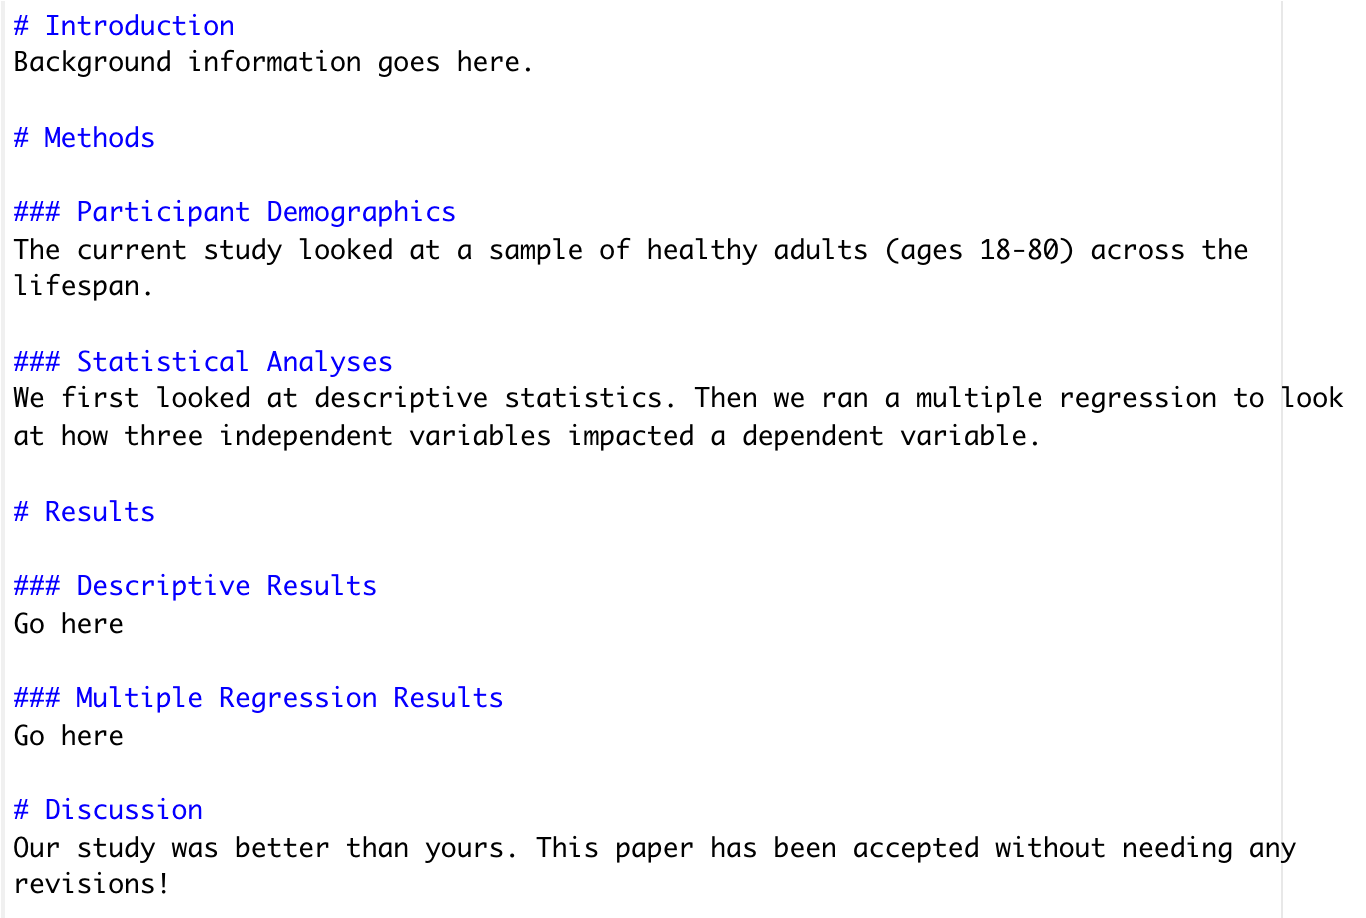 # Introduction
Background information goes here.
# Methods
### Participant Demographics
The current study looked at a sample of healthy adults (ages 18-80) across the
lifespan.
### Statistical Analyses
We first looked at descriptive statistics. Then we ran a multiple regression to look
at how three independent variables impacted a dependent variable.
# Results
### Descriptive Results
Go here
### Multiple Regression Results
Go here
# Discussion
Our study was better than yours. This paper has been accepted without needing any
revisions!